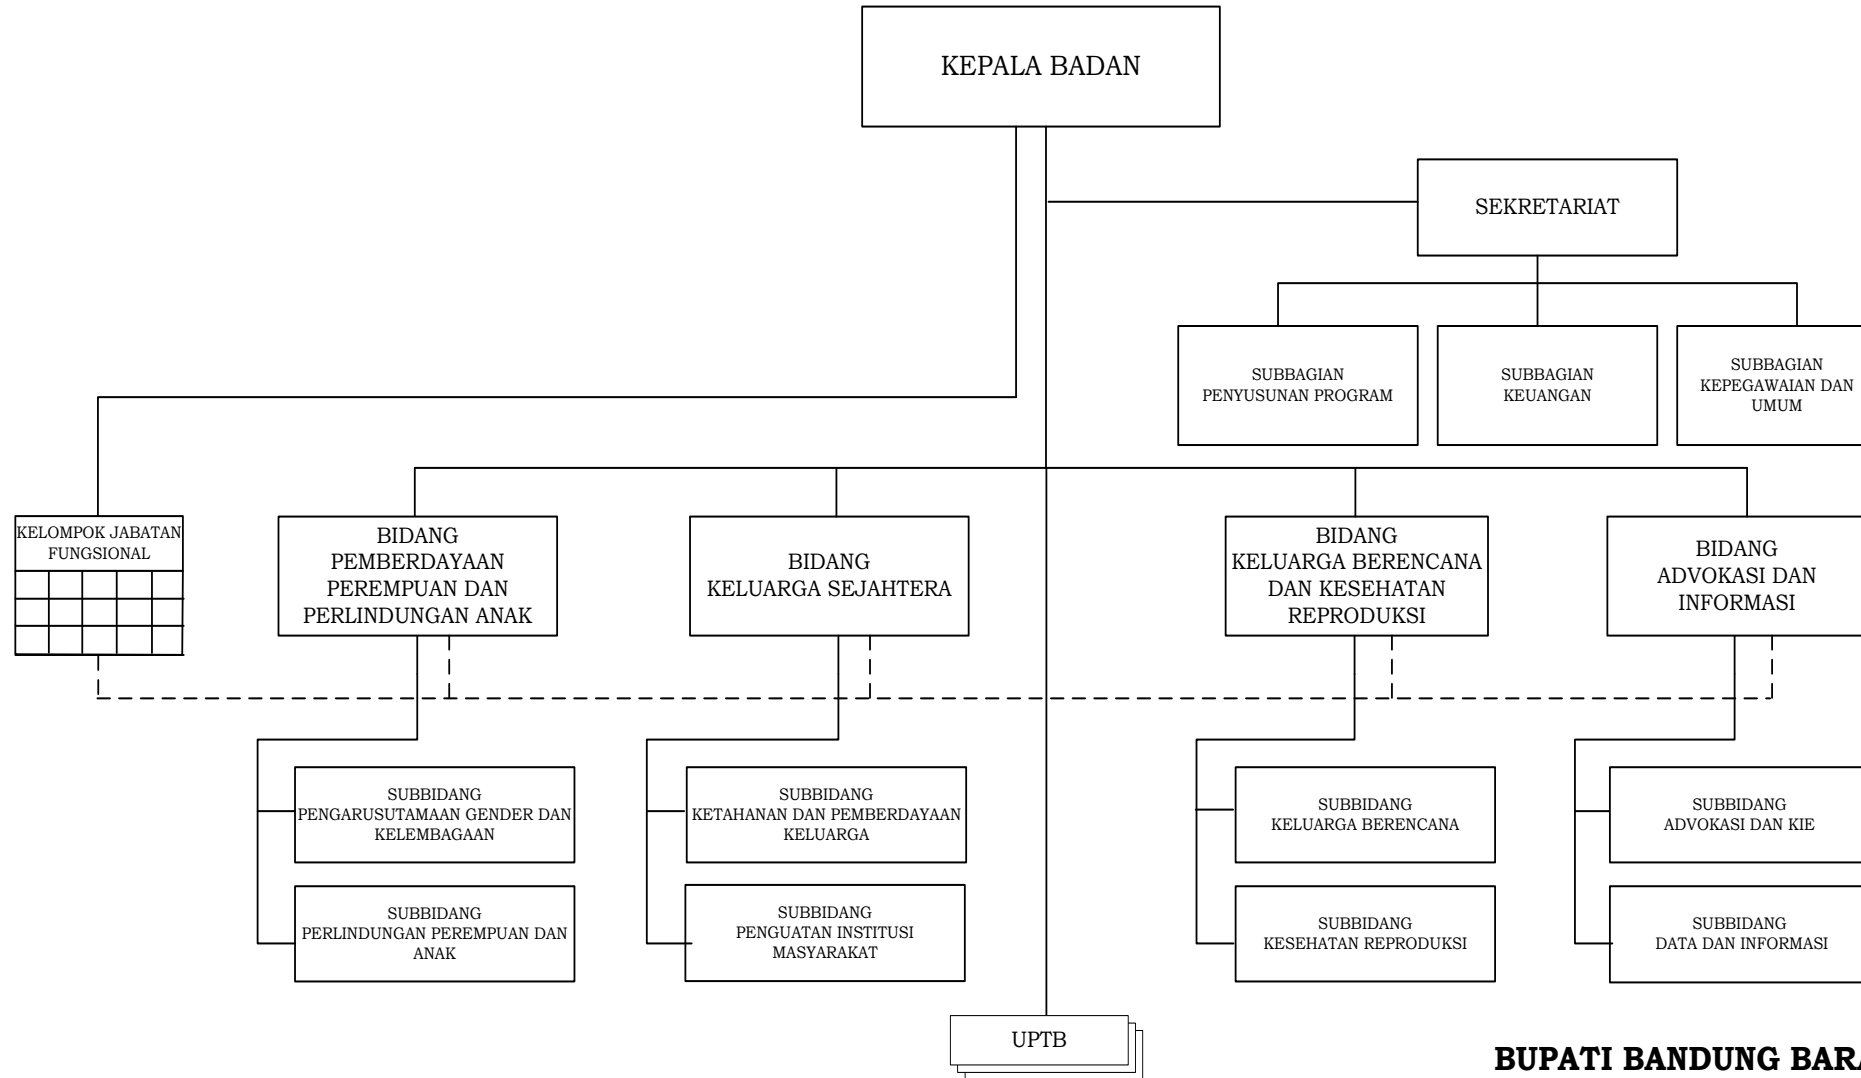 KEPALA BADAN
SEKRETARIAT
SUBBAGIAN
PENYUSUNAN PROGRAM
SUBBAGIAN
KEUANGAN
SUBBAGIAN
KEPEGAWAIAN DAN
UMUM
KELOMPOK JABATAN
FUNGSIONAL
BIDANG
PEMBERDAYAAN
PEREMPUAN DAN
PERLINDUNGAN ANAK
BIDANG
KELUARGA SEJAHTERA
BIDANG
KELUARGA BERENCANA
DAN KESEHATAN
REPRODUKSI
BIDANG
ADVOKASI DAN
INFORMASI
SUBBIDANG
PENGARUSUTAMAAN GENDER DAN
KELEMBAGAAN
SUBBIDANG
KETAHANAN DAN PEMBERDAYAAN
KELUARGA
SUBBIDANG
KELUARGA BERENCANA
SUBBIDANG
ADVOKASI DAN KIE
SUBBIDANG
PERLINDUNGAN PEREMPUAN DAN
ANAK
SUBBIDANG
PENGUATAN INSTITUSI
MASYARAKAT
SUBBIDANG
KESEHATAN REPRODUKSI
SUBBIDANG
DATA DAN INFORMASI
UPTB
BUPATI BANDUNG